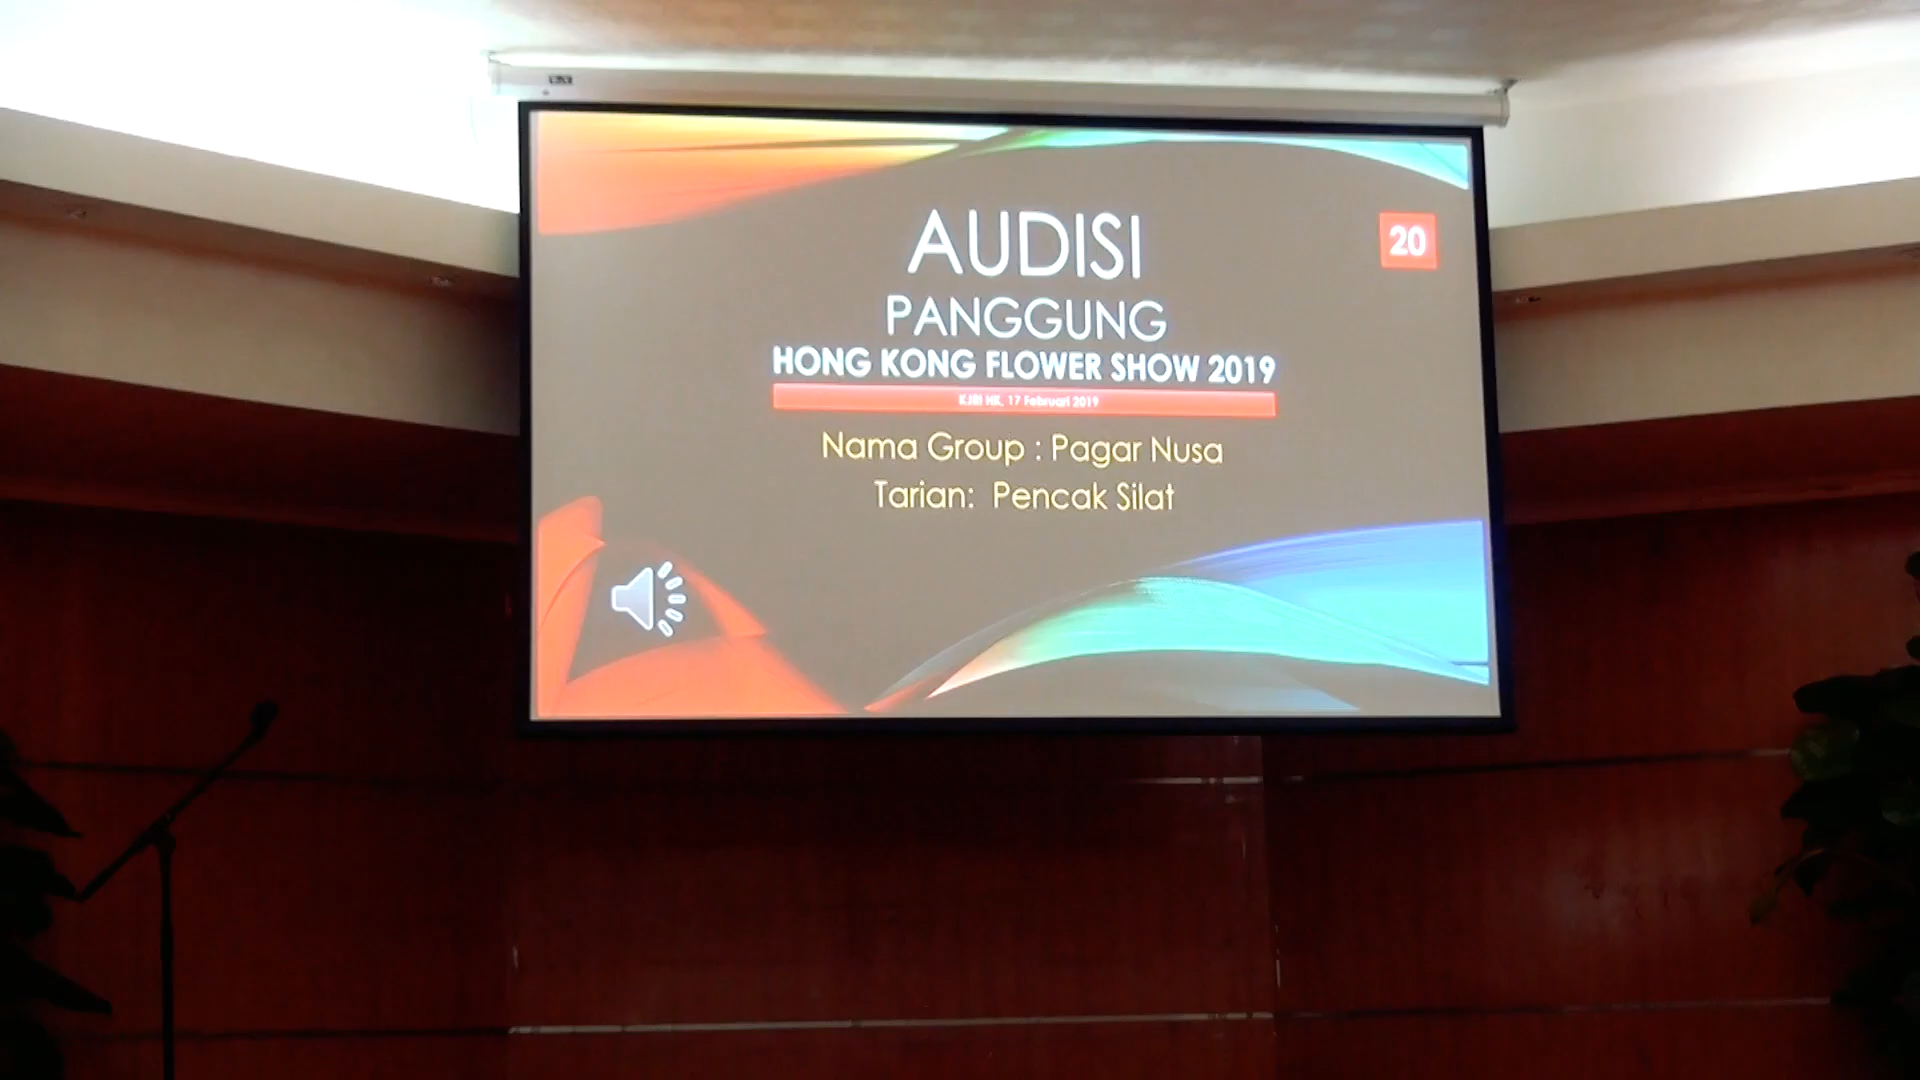 AUDISI
20
PANGGUNG
HONG KONG FLOWER SHOW 2019
KJRI HK, 17 Februari 2019
Nama Group : Pagar Nusa
Tarian: Pencak Silat